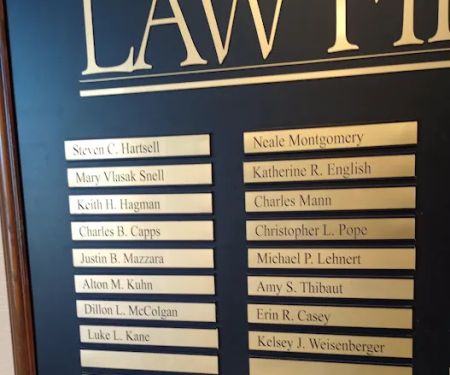 LAW
Steven C. Hartsell
Mary Vlasak Snell
Keith H. Hagman
Charles B. Capps
Justin B. Mazzara
Alton M. Kuhn
Dillon L. McColgan
Luke L. Kane
Neale Montgomery
Katherine R. English
Charles Mann
Christopher L. Pope
Michael P. Lehnert
Amy S. Thibaut
Erin R. Casey
Kelsey J. Weisenberger